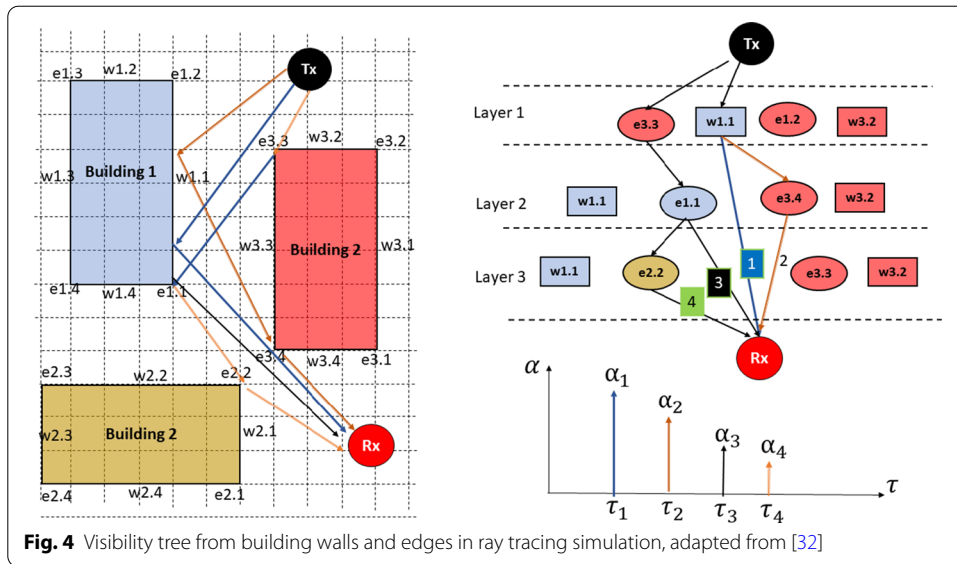 Tx
e1.3
w1.2
e1.2
e3.3
w3.2
e3.2
w1.3
Building 1
w1.1
w3.3
Building 2
w3.1
e1.4
w1.4
e1.1
e3.4
w3.4
e3.1
e2.3
w2.2
e2.2
w2.3
Building 2
w2.1
Rx
e2.4
w2.4
e2.1
Tx
Layer 1
e3.3
w1.1
e1.2
w3.2
Layer 2
w1.1
e1.1
e3.4
w3.2
Layer 3
w1.1
e2.2
1
2
e3.3
w3.2
3
4
Rx
α
α1
α2
α3
α4
τ
τ1
τ2
τ3
τ4
Fig. 4 Visibility tree from building walls and edges in ray tracing simulation, adapted from [32]